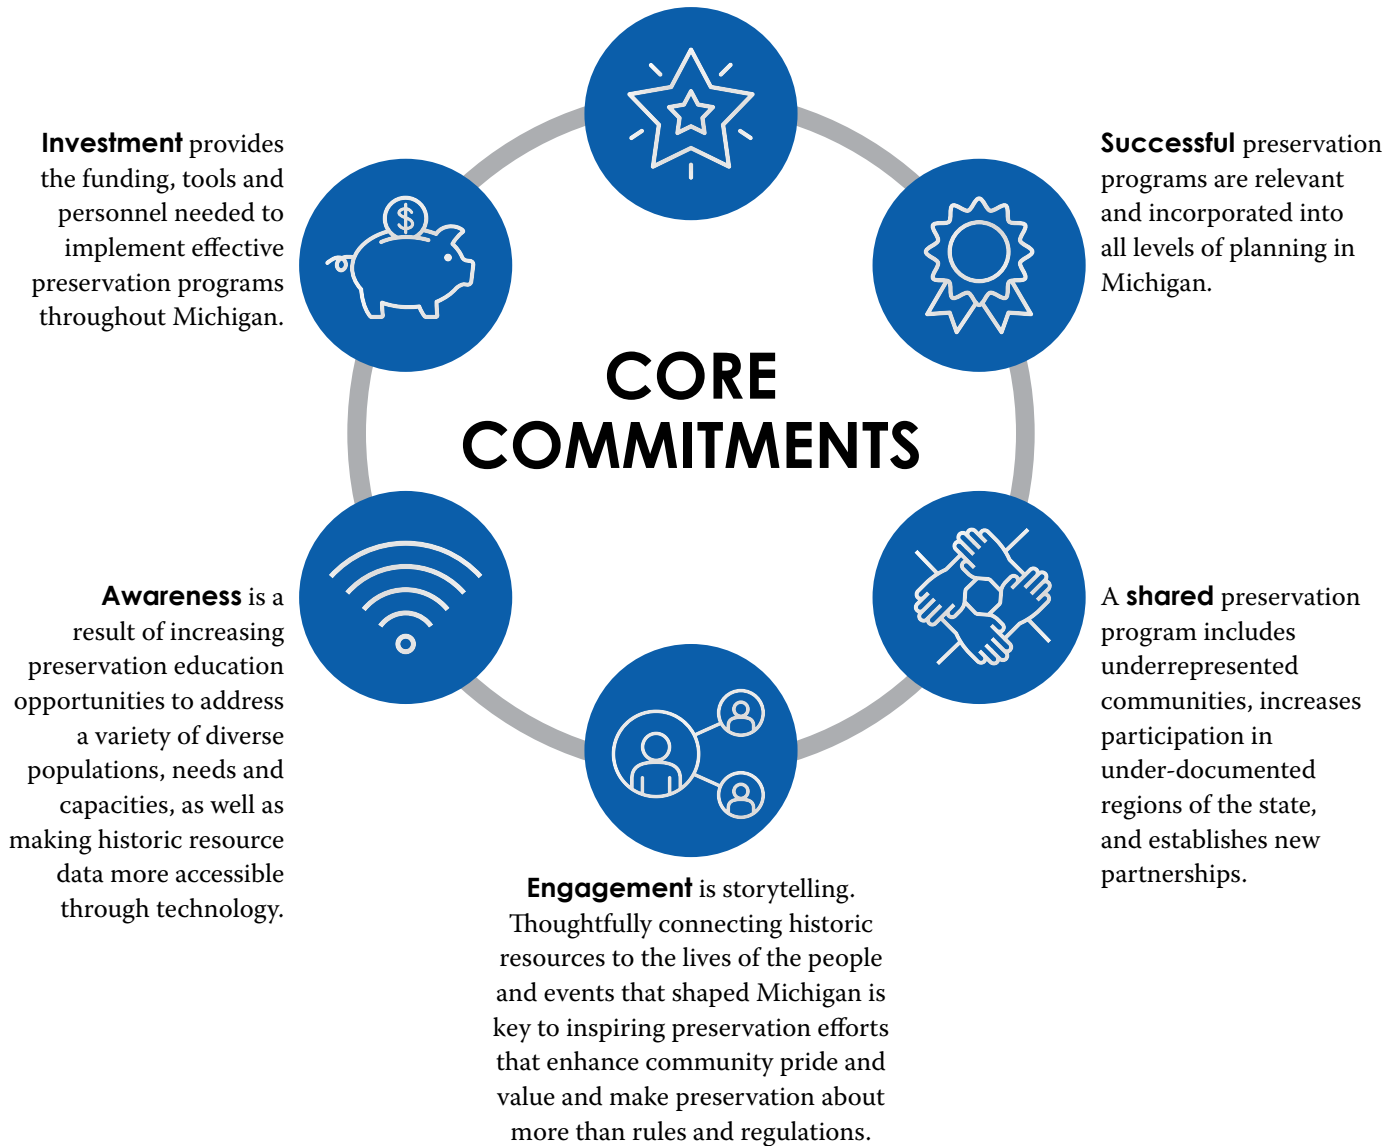 CORE
COMMITMENTS
Successful preservation
programs are relevant
and incorporated into
all levels of planning in
Michigan.
A shared preservation
program includes
underrepresented
communities, increases
participation in
under-documented
regions of the state,
and establishes new
partnerships.
Engagement is storytelling.
Thoughtfully connecting historic
resources to the lives of the people
and events that shaped Michigan is
key to inspiring preservation efforts
that enhance community pride and
value and make preservation about
more than rules and regulations.
Awareness is a
result of increasing
preservation education
opportunities to address
a variety of diverse
populations, needs and
capacities, as well as
making historic resource
data more accessible
through technology.
Investment provides
the funding, tools and
personnel needed to
implement effective
preservation programs
throughout Michigan.
$